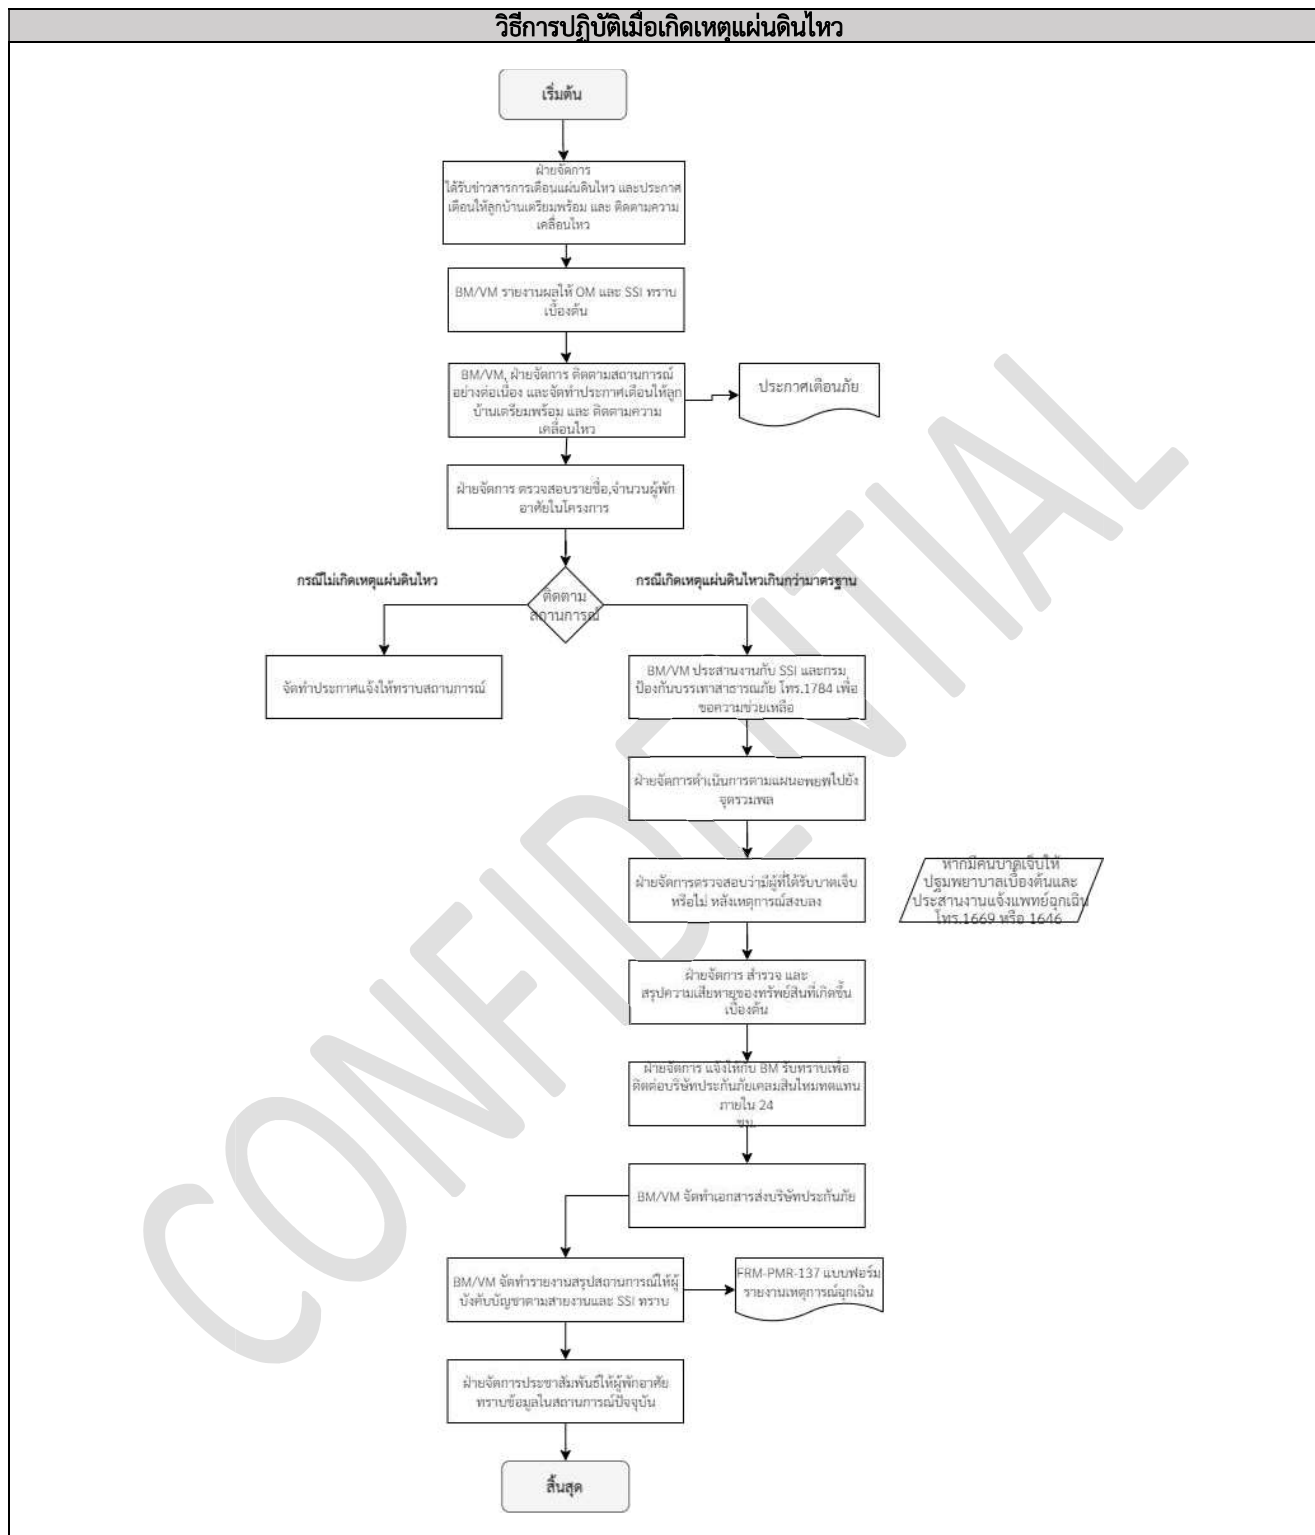 วิธีการปฏิบัติเมื่อเกิดเหตุแผ่นดินไหว
เริ่มต้น
ฝ่ายจัดการ
ได้รับข่าวสารการเตือนแผ่นดินไหว และประกาศ
เตือนให้ลูกบ้านเตรียมพร้อม และ ติดตามความ
เคลื่อนไหว
BM/VM รายงานผลให้ OM และ SSI ทราบ
เบื้องต้น
BM/VM, ฝ่ายจัดการ ติดตามสถานการณ์
อย่างต่อเนื่อง และจัดทำประกาศเตือนให้ลูก
บ้านเตรียมพร้อม และ ติดตามความ
เคลื่อนไหว
ประกาศเตือนภัย
ฝ่ายจัดการ ตรวจสอบรายชื่อ,จำนวนผู้พัก
อาศัยในโครงการ
กรณีไม่เกิดเหตุแผ่นดินไหว
ติดตาม
สถานการณ์
กรณีเกิดเหตุแผ่นดินไหวเกินกว่ามาตรฐาน
จัดทำประกาศแจ้งให้ทราบสถานการณ์
BM/VM ประสานงานกับ SSI และกรม
ป้องกันบรรเทาสาธารณภัย โทร.1784 เพื่อ
ขอความช่วยเหลือ
ฝ่ายจัดการดำเนินการตามแผนอพยพไปยัง
จุดรวมพล
ฝ่ายจัดการตรวจสอบว่ามีผู้ที่ได้รับบาดเจ็บ
หรือไม่ หลังเหตุการณ์สงบลง
หากมีคนบาดเจ็บให้
ปฐมพยาบาลเบื้องต้นและ
ประสานงานแจ้งแพทย์ฉุกเฉิน
โทร.1669 หรือ 1646
ฝ่ายจัดการ สำรวจ และ
สรุปความเสียหายของทรัพย์สินที่เกิดขึ้น
เบื้องต้น
ฝ่ายจัดการ แจ้งให้กับ BM รับทราบเพื่อ
ติดต่อบริษัทประกันภัยเคลมสินไหมทดแทน
ภายใน 24
ชม.
BM/VM จัดทำเอกสารส่งบริษัทประกันภัย
BM/VM จัดทำรายงานสรุปสถานการณ์ให้ผู้
บังคับบัญชาตามสายงานและ SSI ทราบ
FRM-PMR-137 แบบฟอร์ม
รายงานเหตุการณ์ฉุกเฉิน
ฝ่ายจัดการประชาสัมพันธ์ให้ผู้พักอาศัย
ทราบข้อมูลในสถานการณ์ปัจจุบัน
สิ้นสุด
CONFIDENTIAL